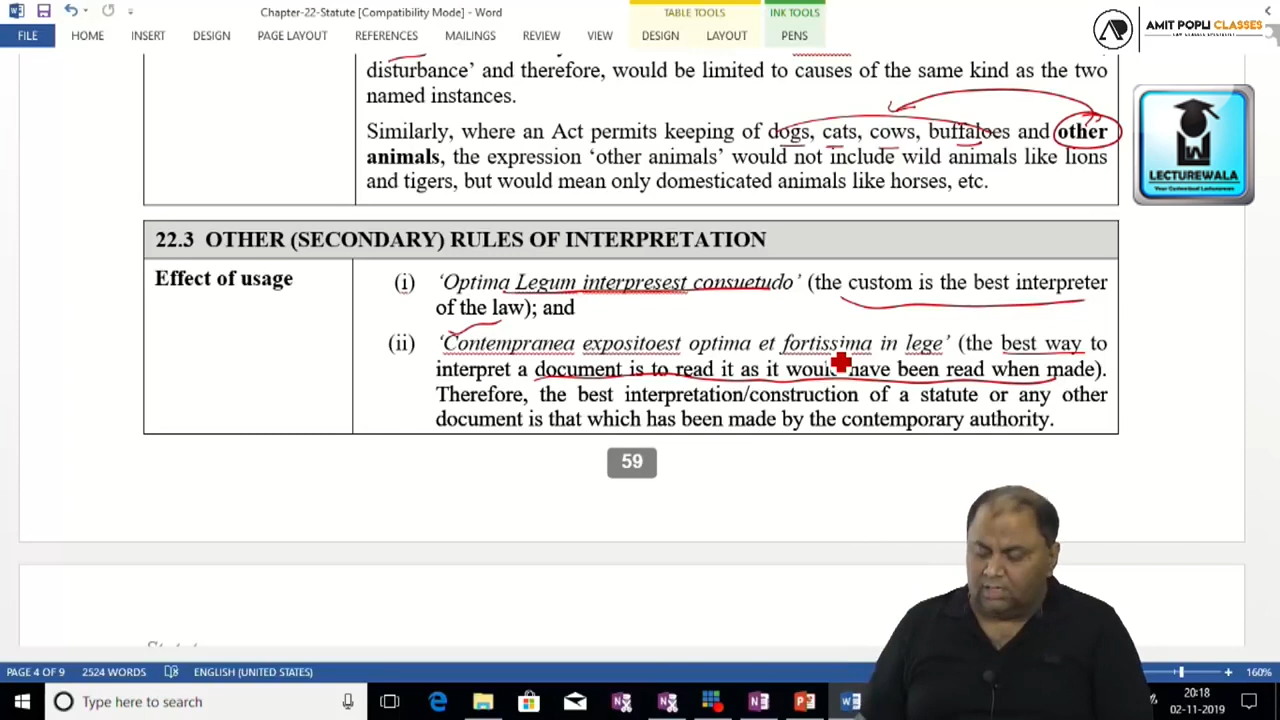 Chapter-22-Statute [Compatibility Mode] - Word
TABLE TOOLS
INK TOOLS
FILE HOME INSERT DESIGN PAGE LAYOUT REFERENCES MAILINGS REVIEW VIEW DESIGN LAYOUT PENS
AMIT POPLI CLASSES
disturbance' and therefore, would be limited to causes of the same kind as the two
named instances.
Similarly, where an Act permits keeping of dogs, cats, cows, buffaloes and other
animals, the expression 'other animals' would not include wild animals like lions
and tigers, but would mean only domesticated animals like horses, etc.
LECTUREWALA
Your Customized Lecturewala
22.3 OTHER (SECONDARY) RULES OF INTERPRETATION
Effect of usage
(i) 'Optima Legum interpresest consuetudo' (the custom is the best interpreter
of the law); and
(ii) 'Contempranea expositoest optima et fortissima in lege' (the best way to
interpret a document is to read it as it would have been read when made).
Therefore, the best interpretation/construction of a statute or any other
document is that which has been made by the contemporary authority.
59
PAGE 4 OF 9 2524 WORDS ENGLISH (UNITED STATES) 160%
Type here to search
20:18
02-11-2019